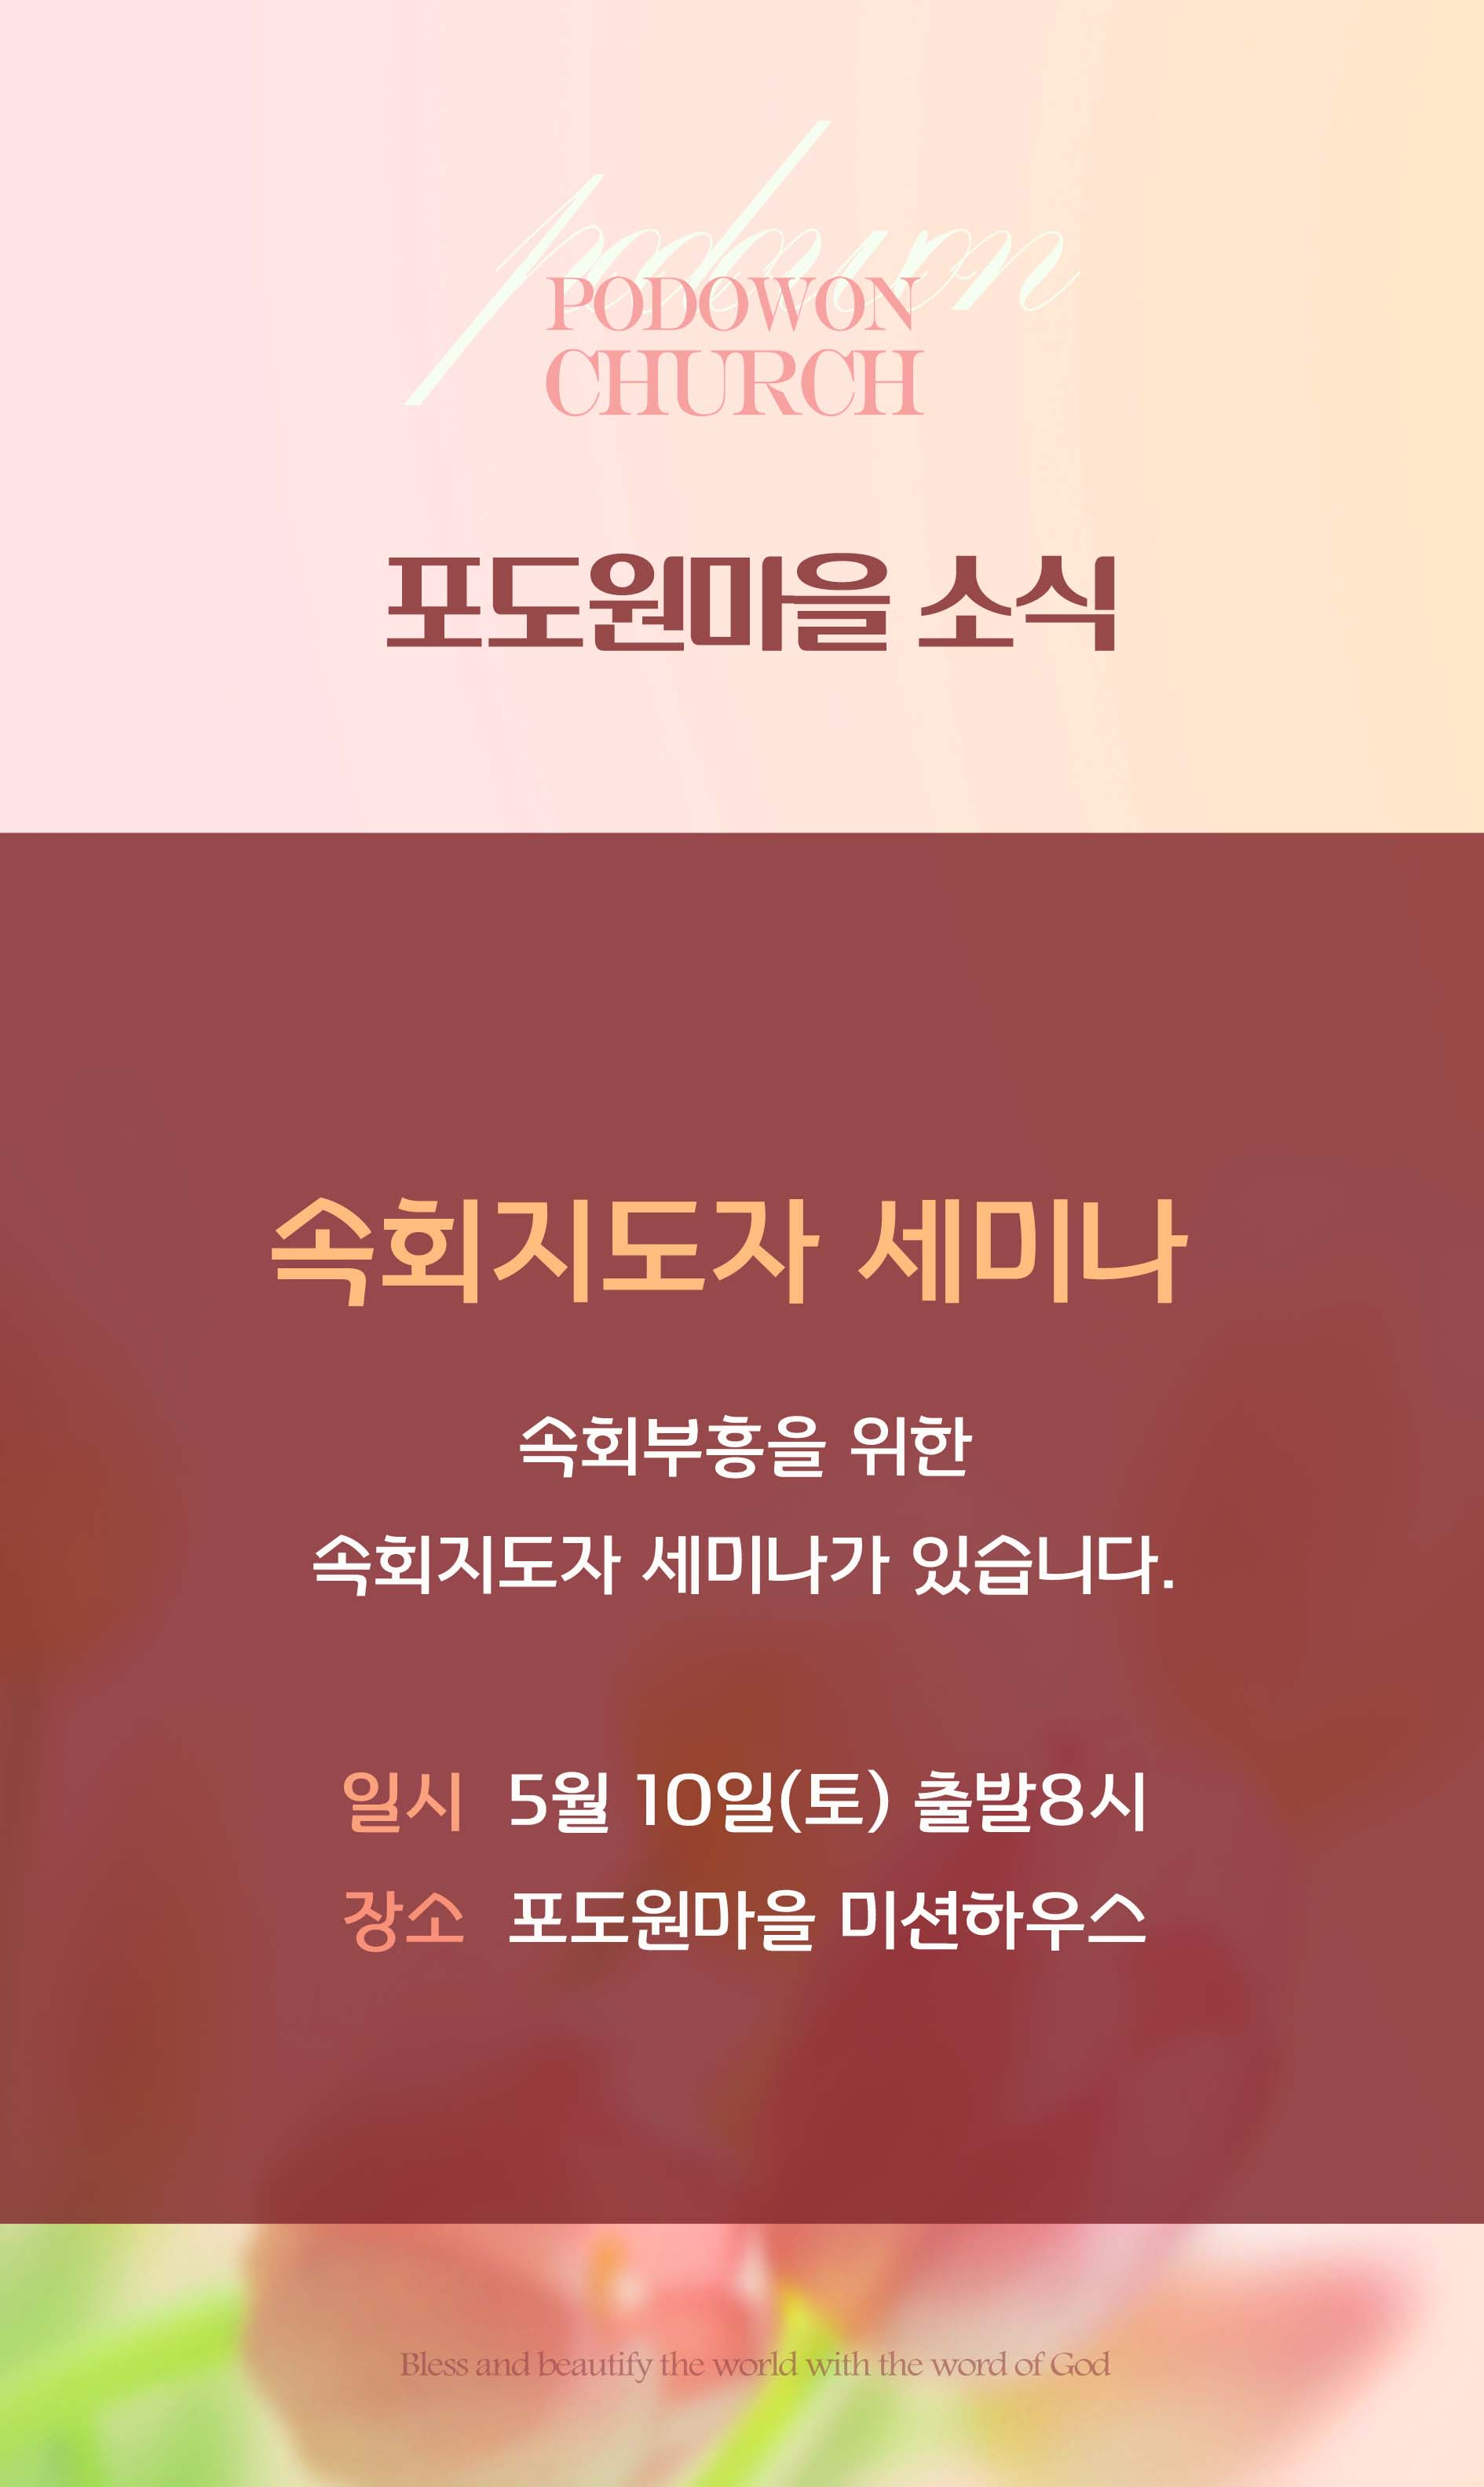 podowon
PODOWON
CHURCH
포도원마을 소식
속회지도자 세미나
속회부흥을 위한
속회지도자 세미나가 있습니다.
일시 5월 10일(토) 출발8시
장소 포도원마을 미션하우스
Bless and beautify the world with the word of God